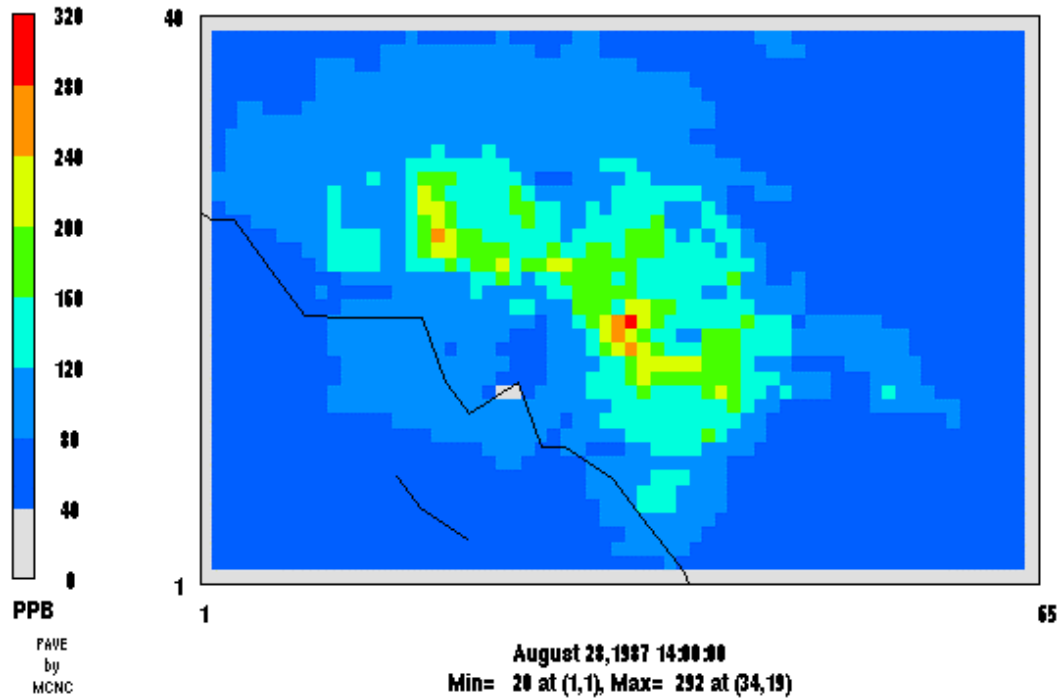 320
280
240
200
160
120
80
40
0
PPB
PAVE
by
MCNC
40
1
1
65
August 28,1987 14:00:00
Min= 20 at (1,1), Max= 292 at (34,19)